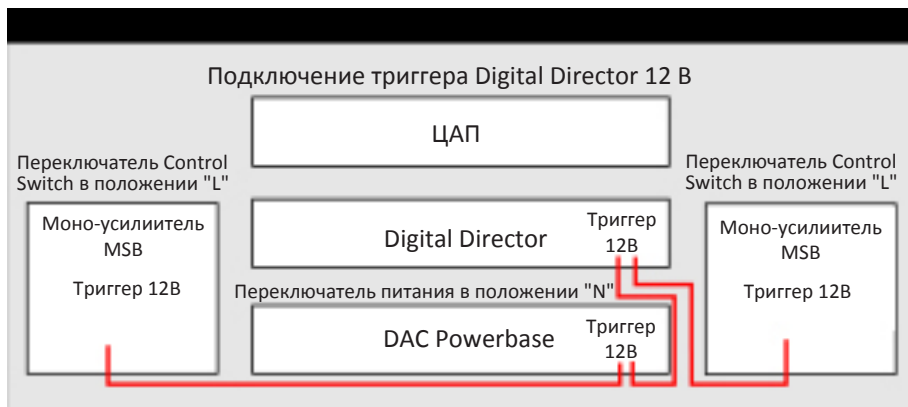 Подключение триггера Digital Director 12 В
ЦАП
Переключатель Control
Switch в положении "L"
Переключатель Control
Switch в положении "L"
Моно-усилиитель
MSB
Триггер 12В
Digital Director
Триггер
12В
Моно-усилиитель
MSB
Триггер 12В
Переключатель питания в положении "N"
DAC Powerbase
Триггер
12В